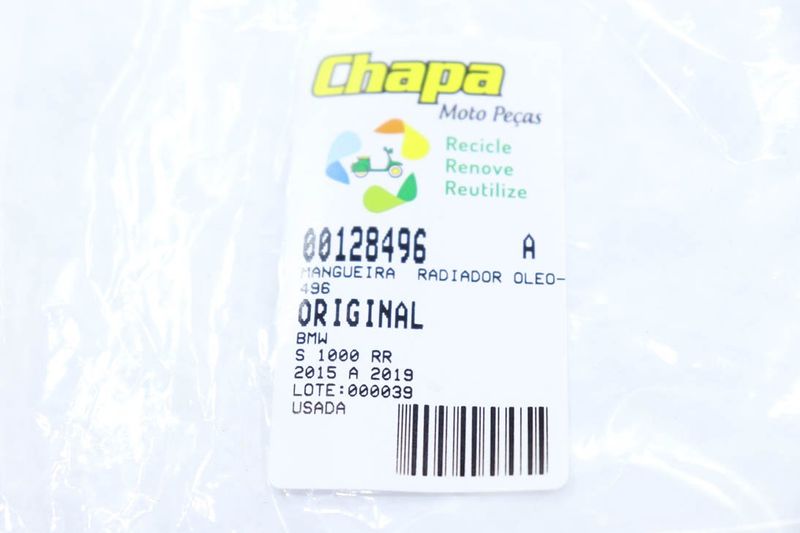 Chapa
Moto Peças
Recicle
Renove
Reutilize
00128496 A
MANGUEIRA RADIADOR OLEO-
496
ORIGINAL
BMW
S 1000 RR
2015 A 2019
LOTE:000039
USADA